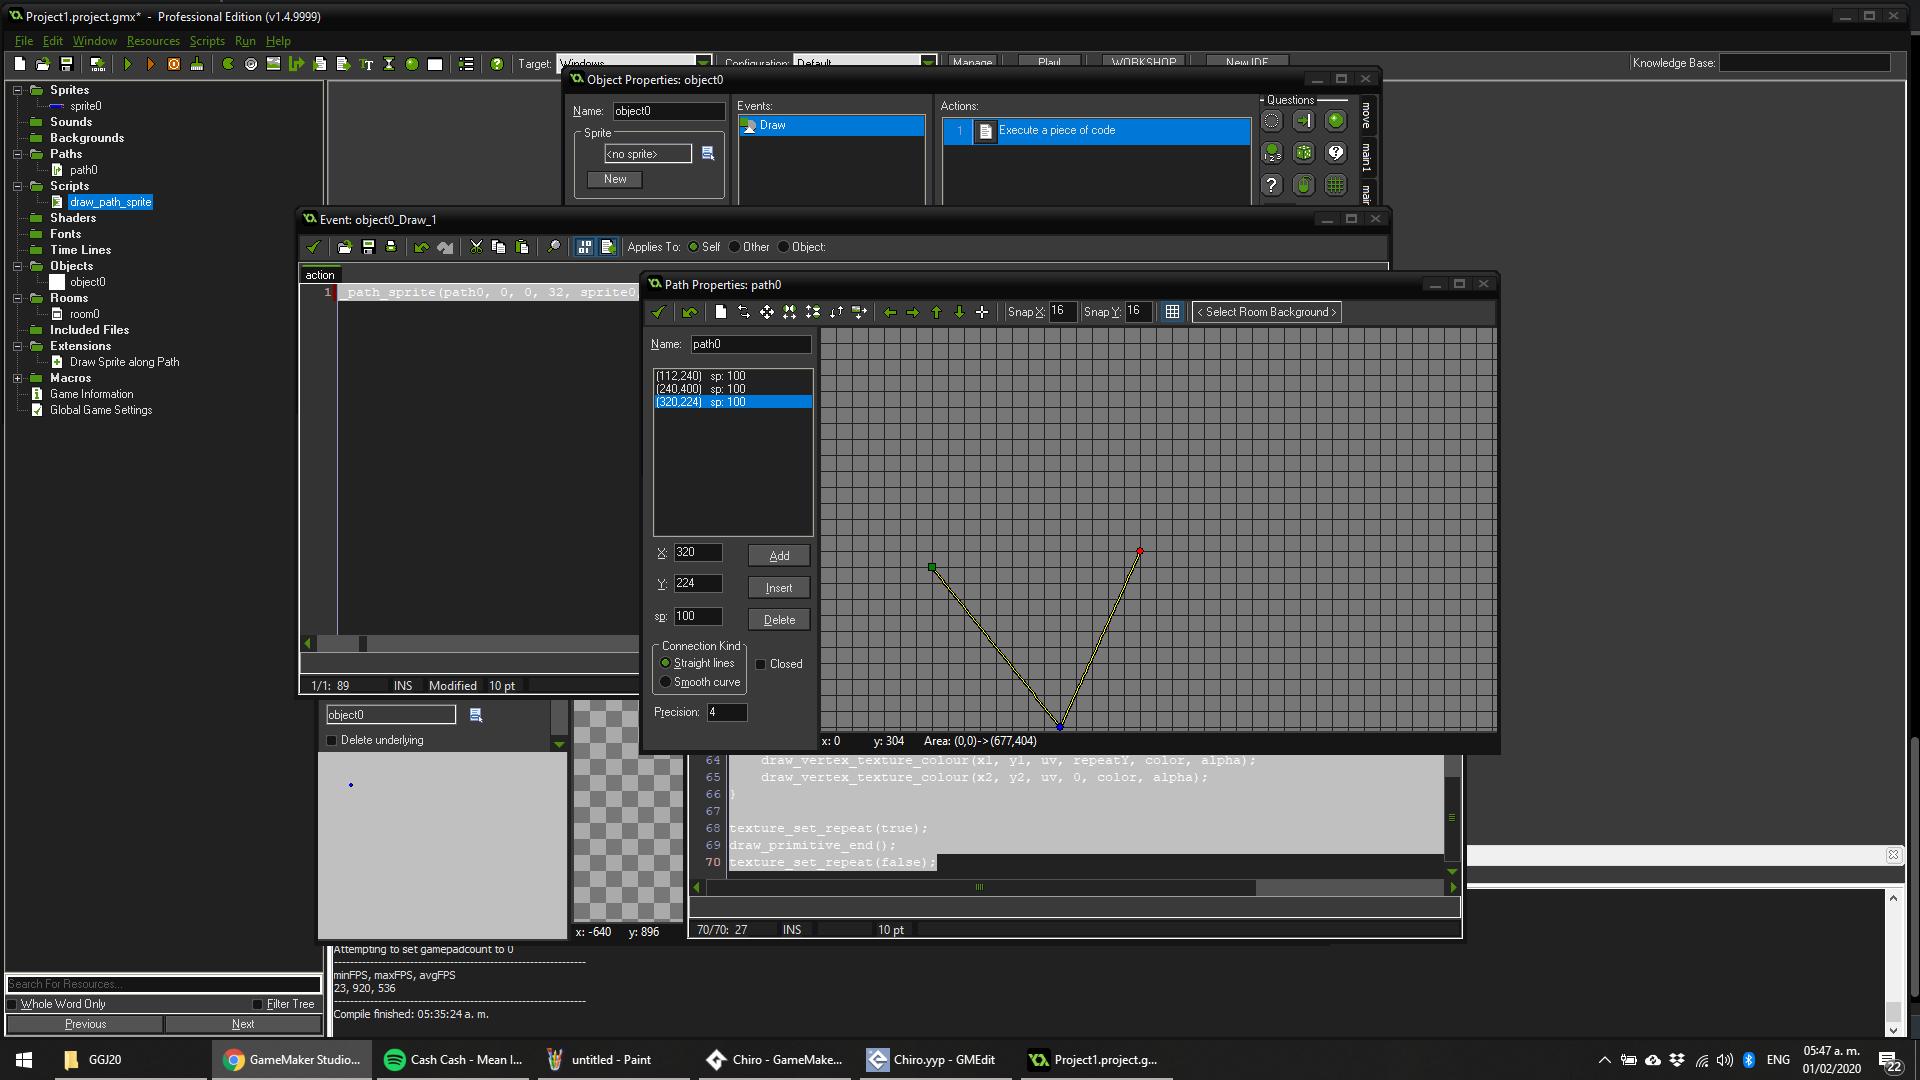 Project1.project.gmx* - Professional Edition (v1.4.9999)
File Edit Window Resources Scripts Run Help
Target: Windows Configuration: Default Manage Play! WORKSHOP New IDE Knowledge Base:
Sprites
sprite0
Sounds
Backgrounds
Paths
path0
Scripts
draw_path_sprite
Shaders
Fonts
Time Lines
Objects
object0
Rooms
room0
Included Files
Extensions
Draw Sprite along Path
Macros
Game Information
Global Game Settings
Search For Resources...
Whole Word Only Filter Tree
Previous Next
Object Properties: object0
Name: object0
Sprite
<no sprite>
New
Events:
Draw
Actions:
1 Execute a piece of code
Questions
move
main1
Event: object0_Draw_1
Applies To: Self Other Object:
action
1 _path_sprite(path0, 0, 0, 32, sprite0
1/1: 89 INS Modified 10 pt
Path Properties: path0
Snap X: 16 Snap Y: 16 < Select Room Background >
Name: path0
(112,240) sp: 100
(240,400) sp: 100
(320,224) sp: 100
X: 320 Add
Y: 224 Insert
sp: 100 Delete
Connection Kind
Straight lines Closed
Smooth curve
Precision: 4
x: 0 y: 304 Area: (0,0)->(677,404)
object0
Delete underlying
x: -640 y: 896
64 draw_vertex_texture_colour(x1, y1, uv, repeatY, color, alpha);
65 draw_vertex_texture_colour(x2, y2, uv, 0, color, alpha);
66 }
67
68 texture_set_repeat(true);
69 draw_primitive_end();
70 texture_set_repeat(false);
70/70: 27 INS 10 pt
Attempting to set gamepadcount to 0
minFPS, maxFPS, avgFPS
23, 920, 536
Compile finished: 05:35:24 a. m.
GGJ20 GameMaker Studio... Cash Cash - Mean I... untitled - Paint Chiro - GameMake... Chiro.yyp - GMEdit Project1.project.g... ENG 05:47 a. m.
01/02/2020
22